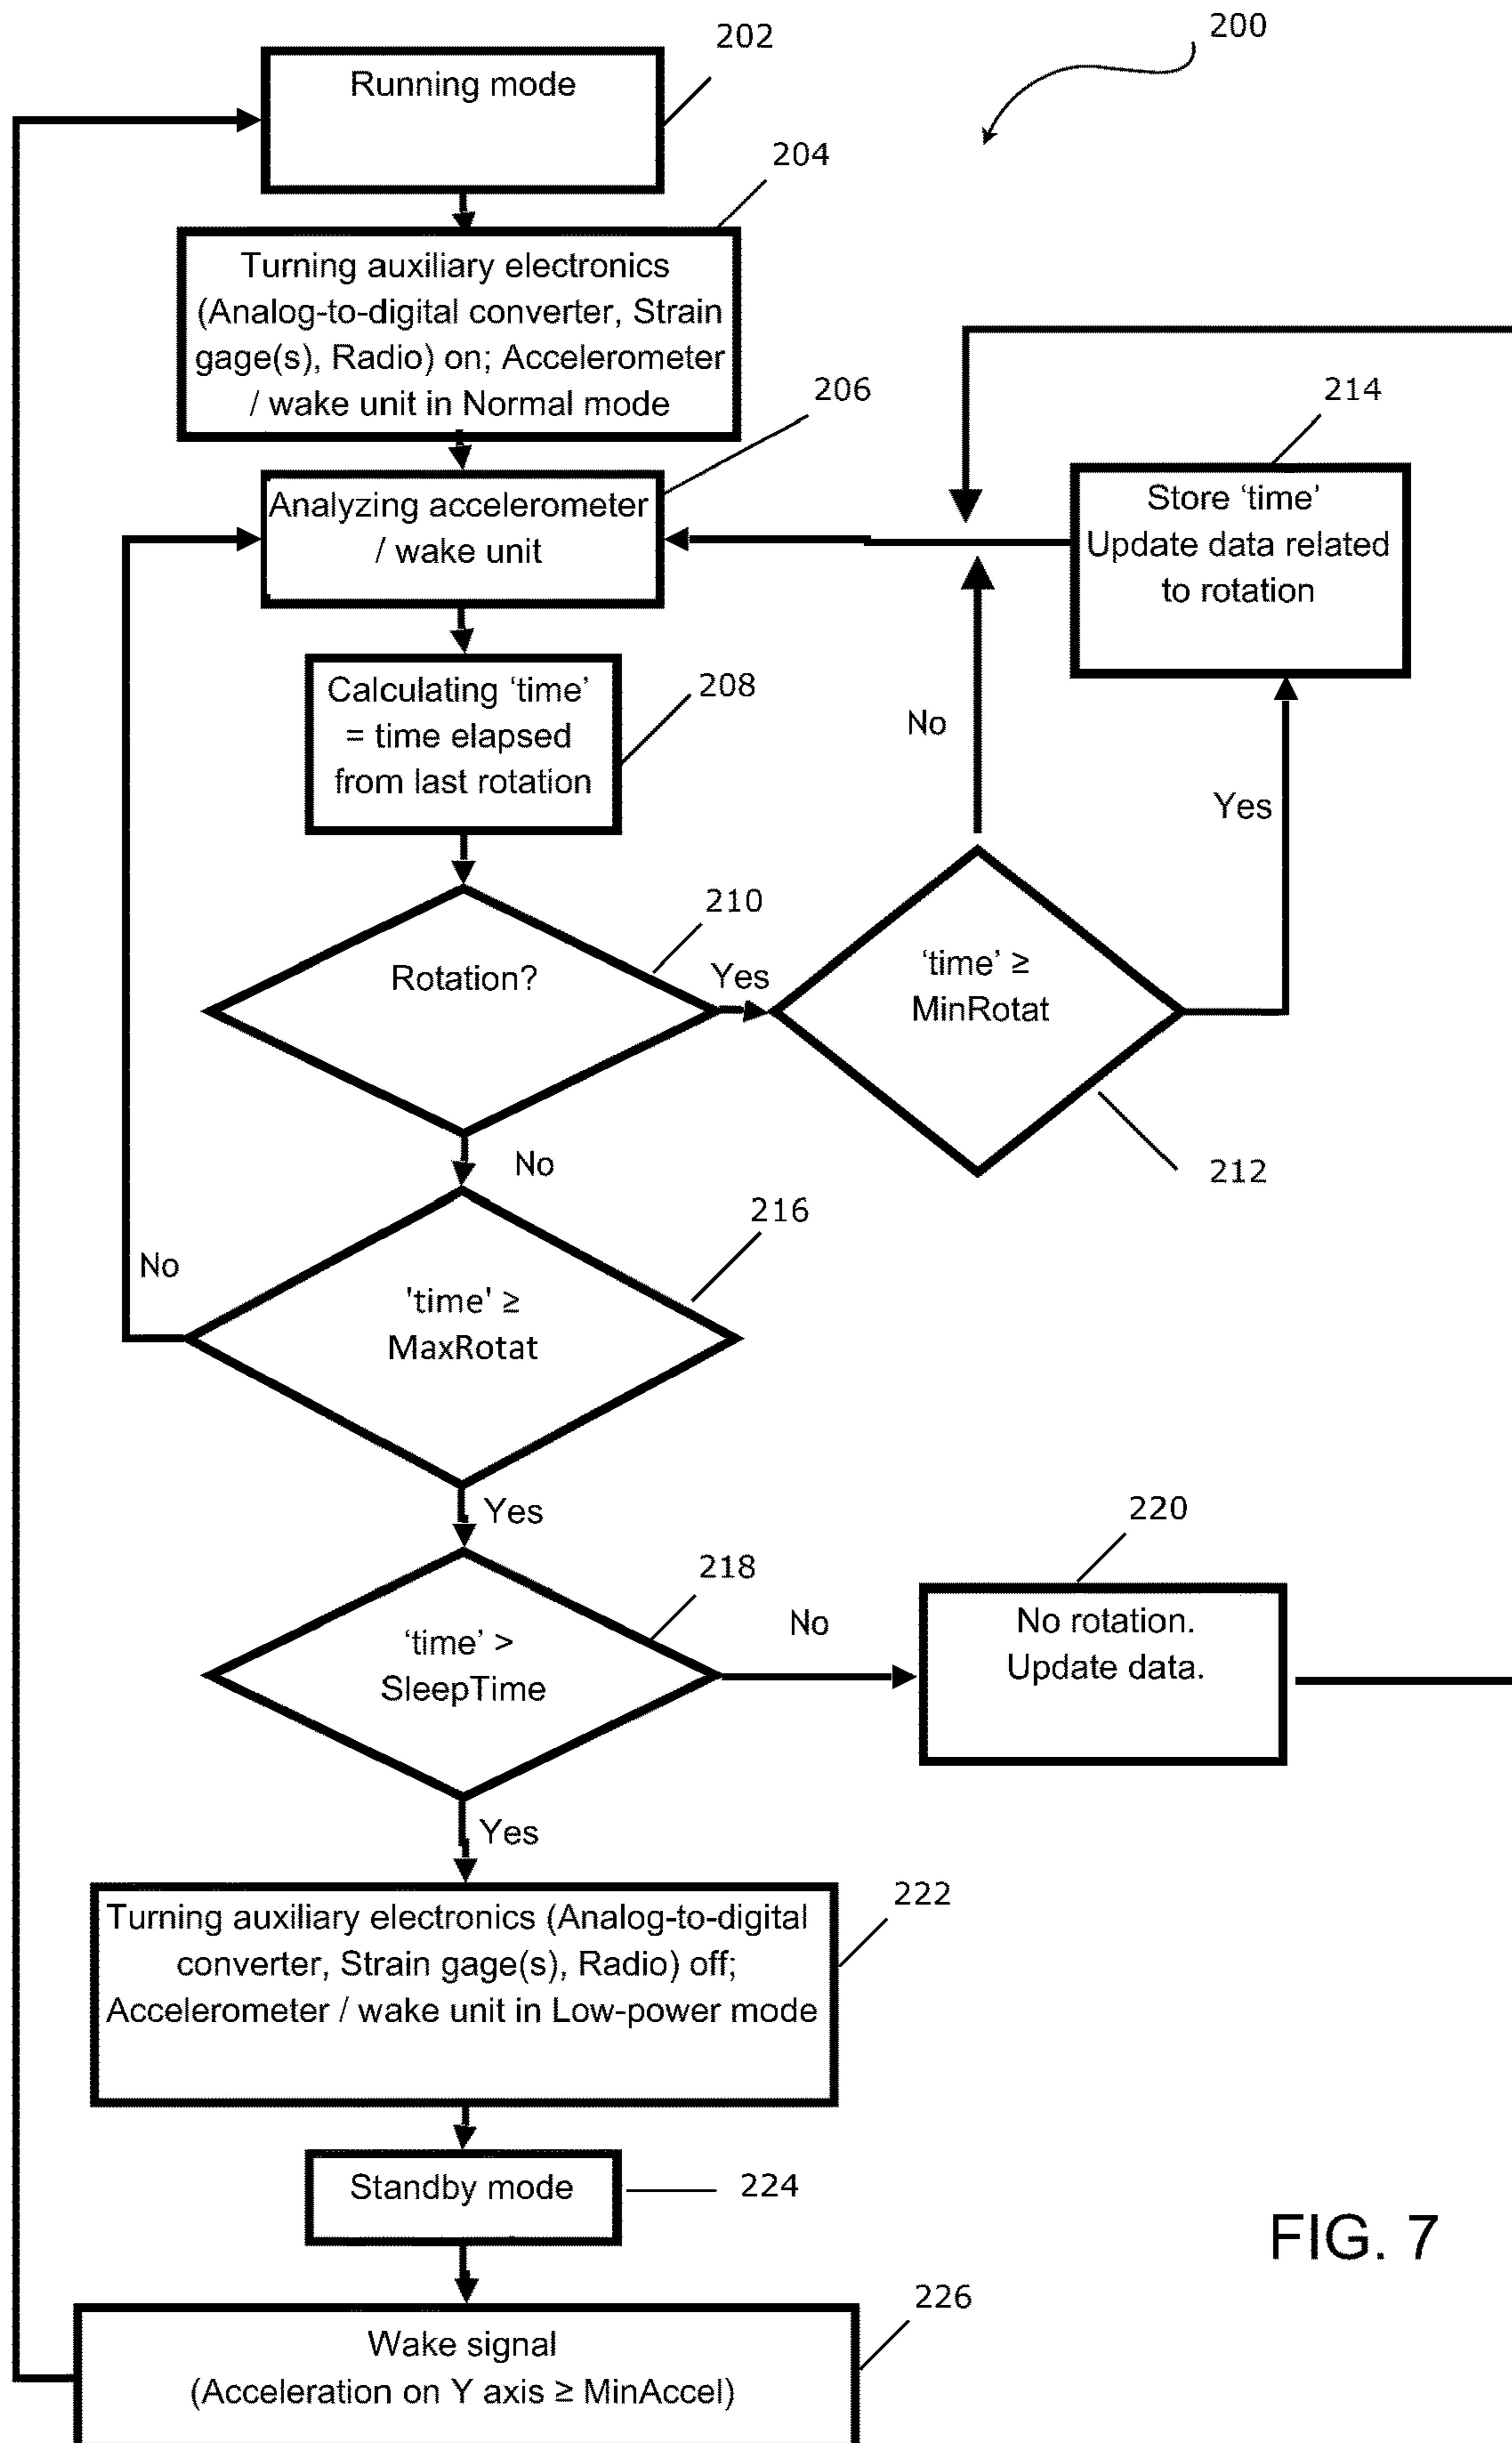 200
202
Running mode
204
Turning auxiliary electronics
(Analog-to-digital converter, Strain
gage(s), Radio) on; Accelerometer
/ wake unit in Normal mode
206
Analyzing accelerometer
/ wake unit
214
Store ‘time’
Update data related
to rotation
208
Calculating ‘time’
= time elapsed
from last rotation
No
Yes
210
Rotation?
Yes
‘time’ ≥
MinRotat
212
No
216
No
'time' ≥
MaxRotat
Yes
218
‘time’ >
SleepTime
No
220
No rotation.
Update data.
Yes
222
Turning auxiliary electronics (Analog-to-digital
converter, Strain gage(s), Radio) off;
Accelerometer / wake unit in Low-power mode
Standby mode
224
FIG. 7
226
Wake signal
(Acceleration on Y axis ≥ MinAccel)